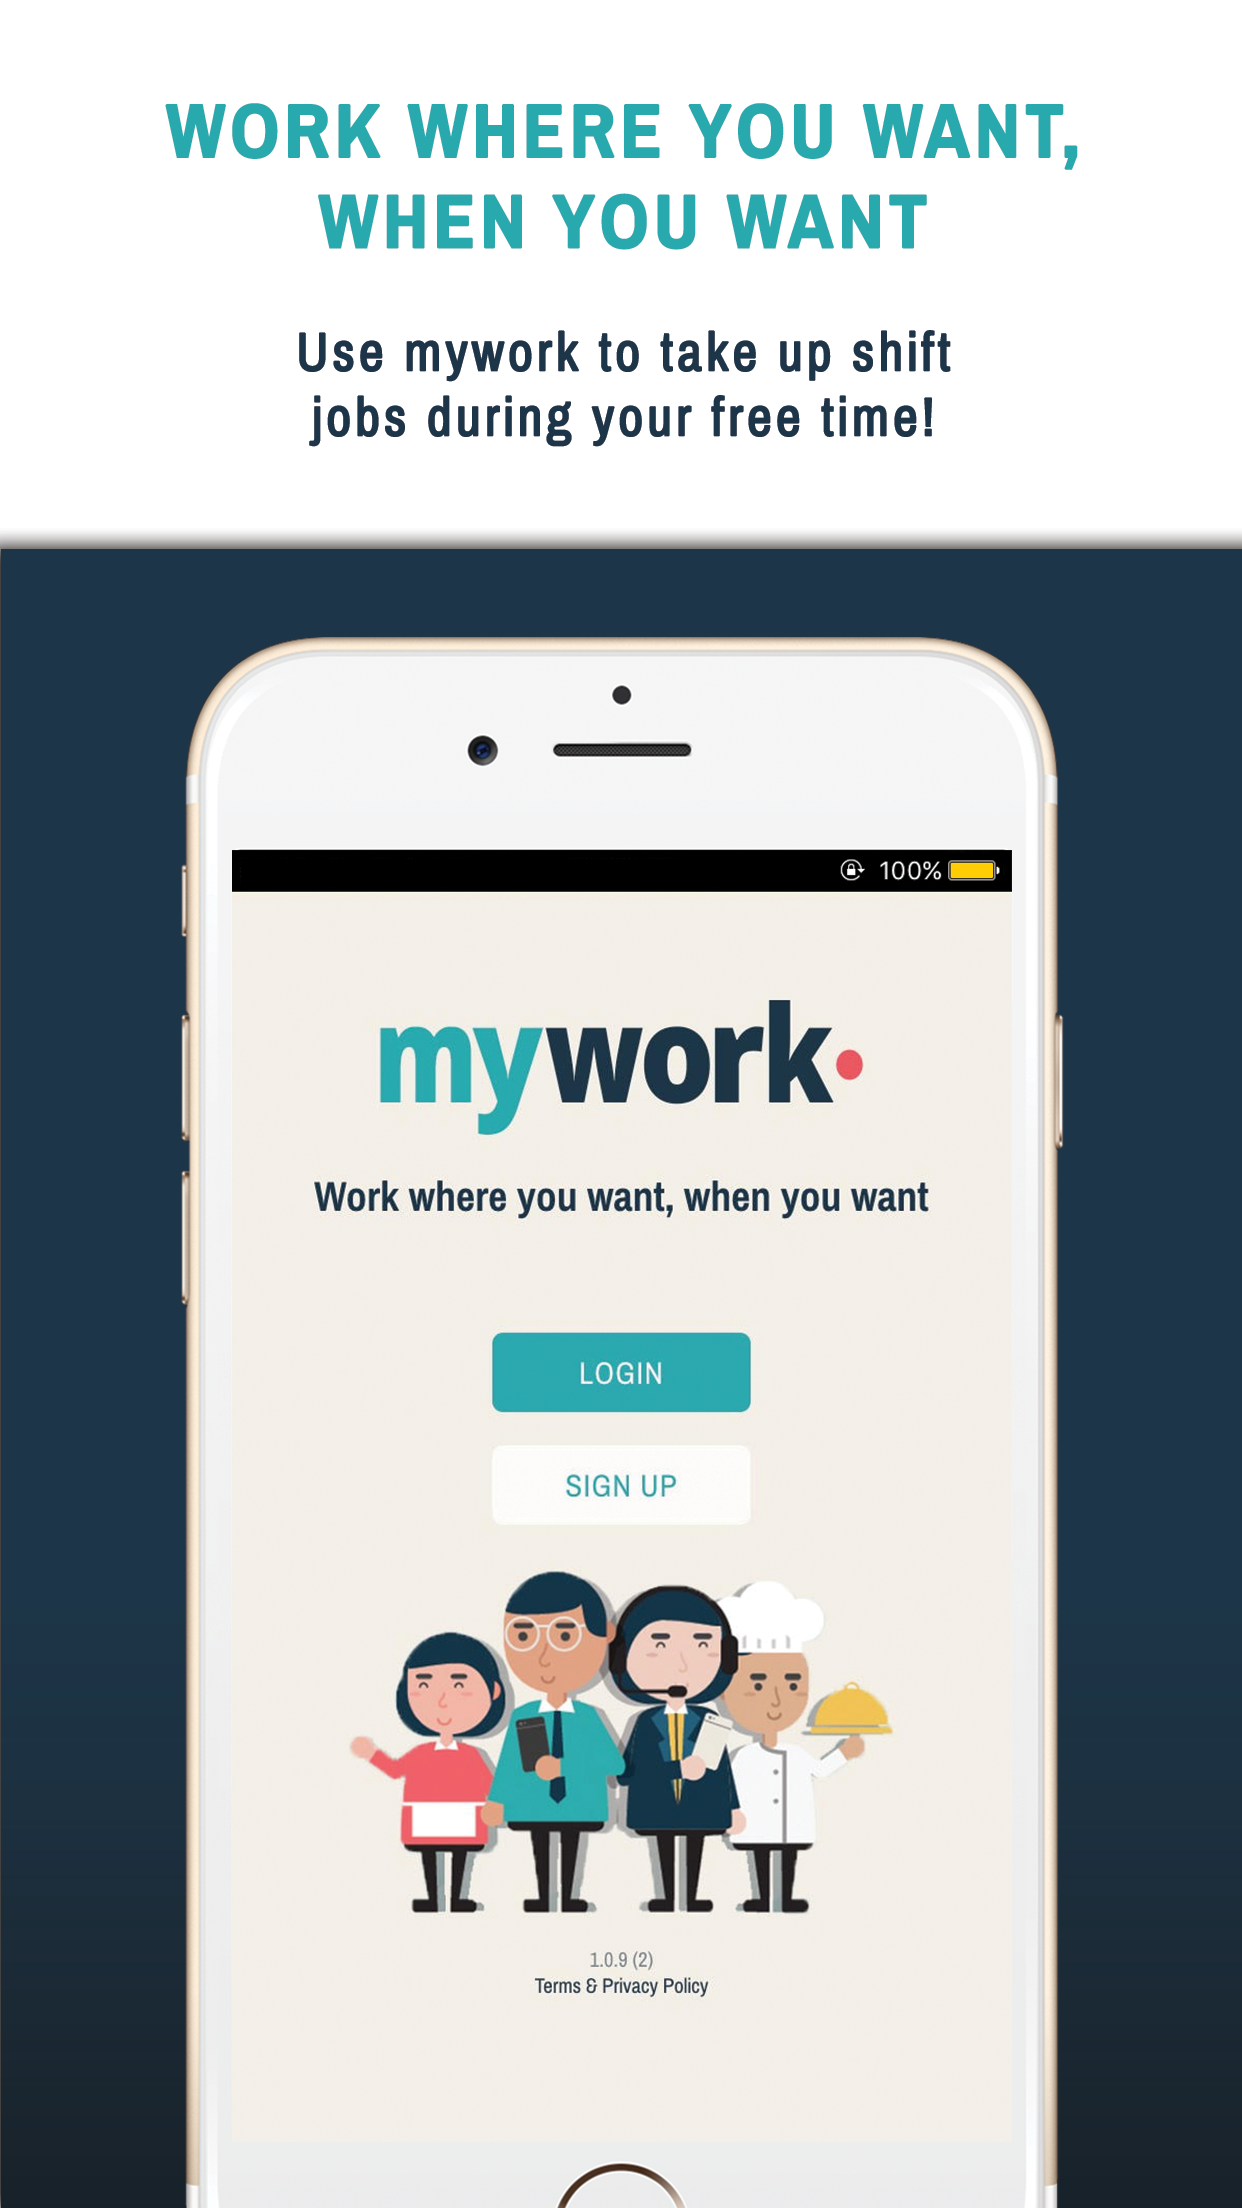 WORK WHERE YOU WANT,
WHEN YOU WANT
Use mywork to take up shift
jobs during your free time!
100%
mywork
Work where you want, when you want
LOGIN
SIGN UP
1.0.9 (2)
Terms & Privacy Policy